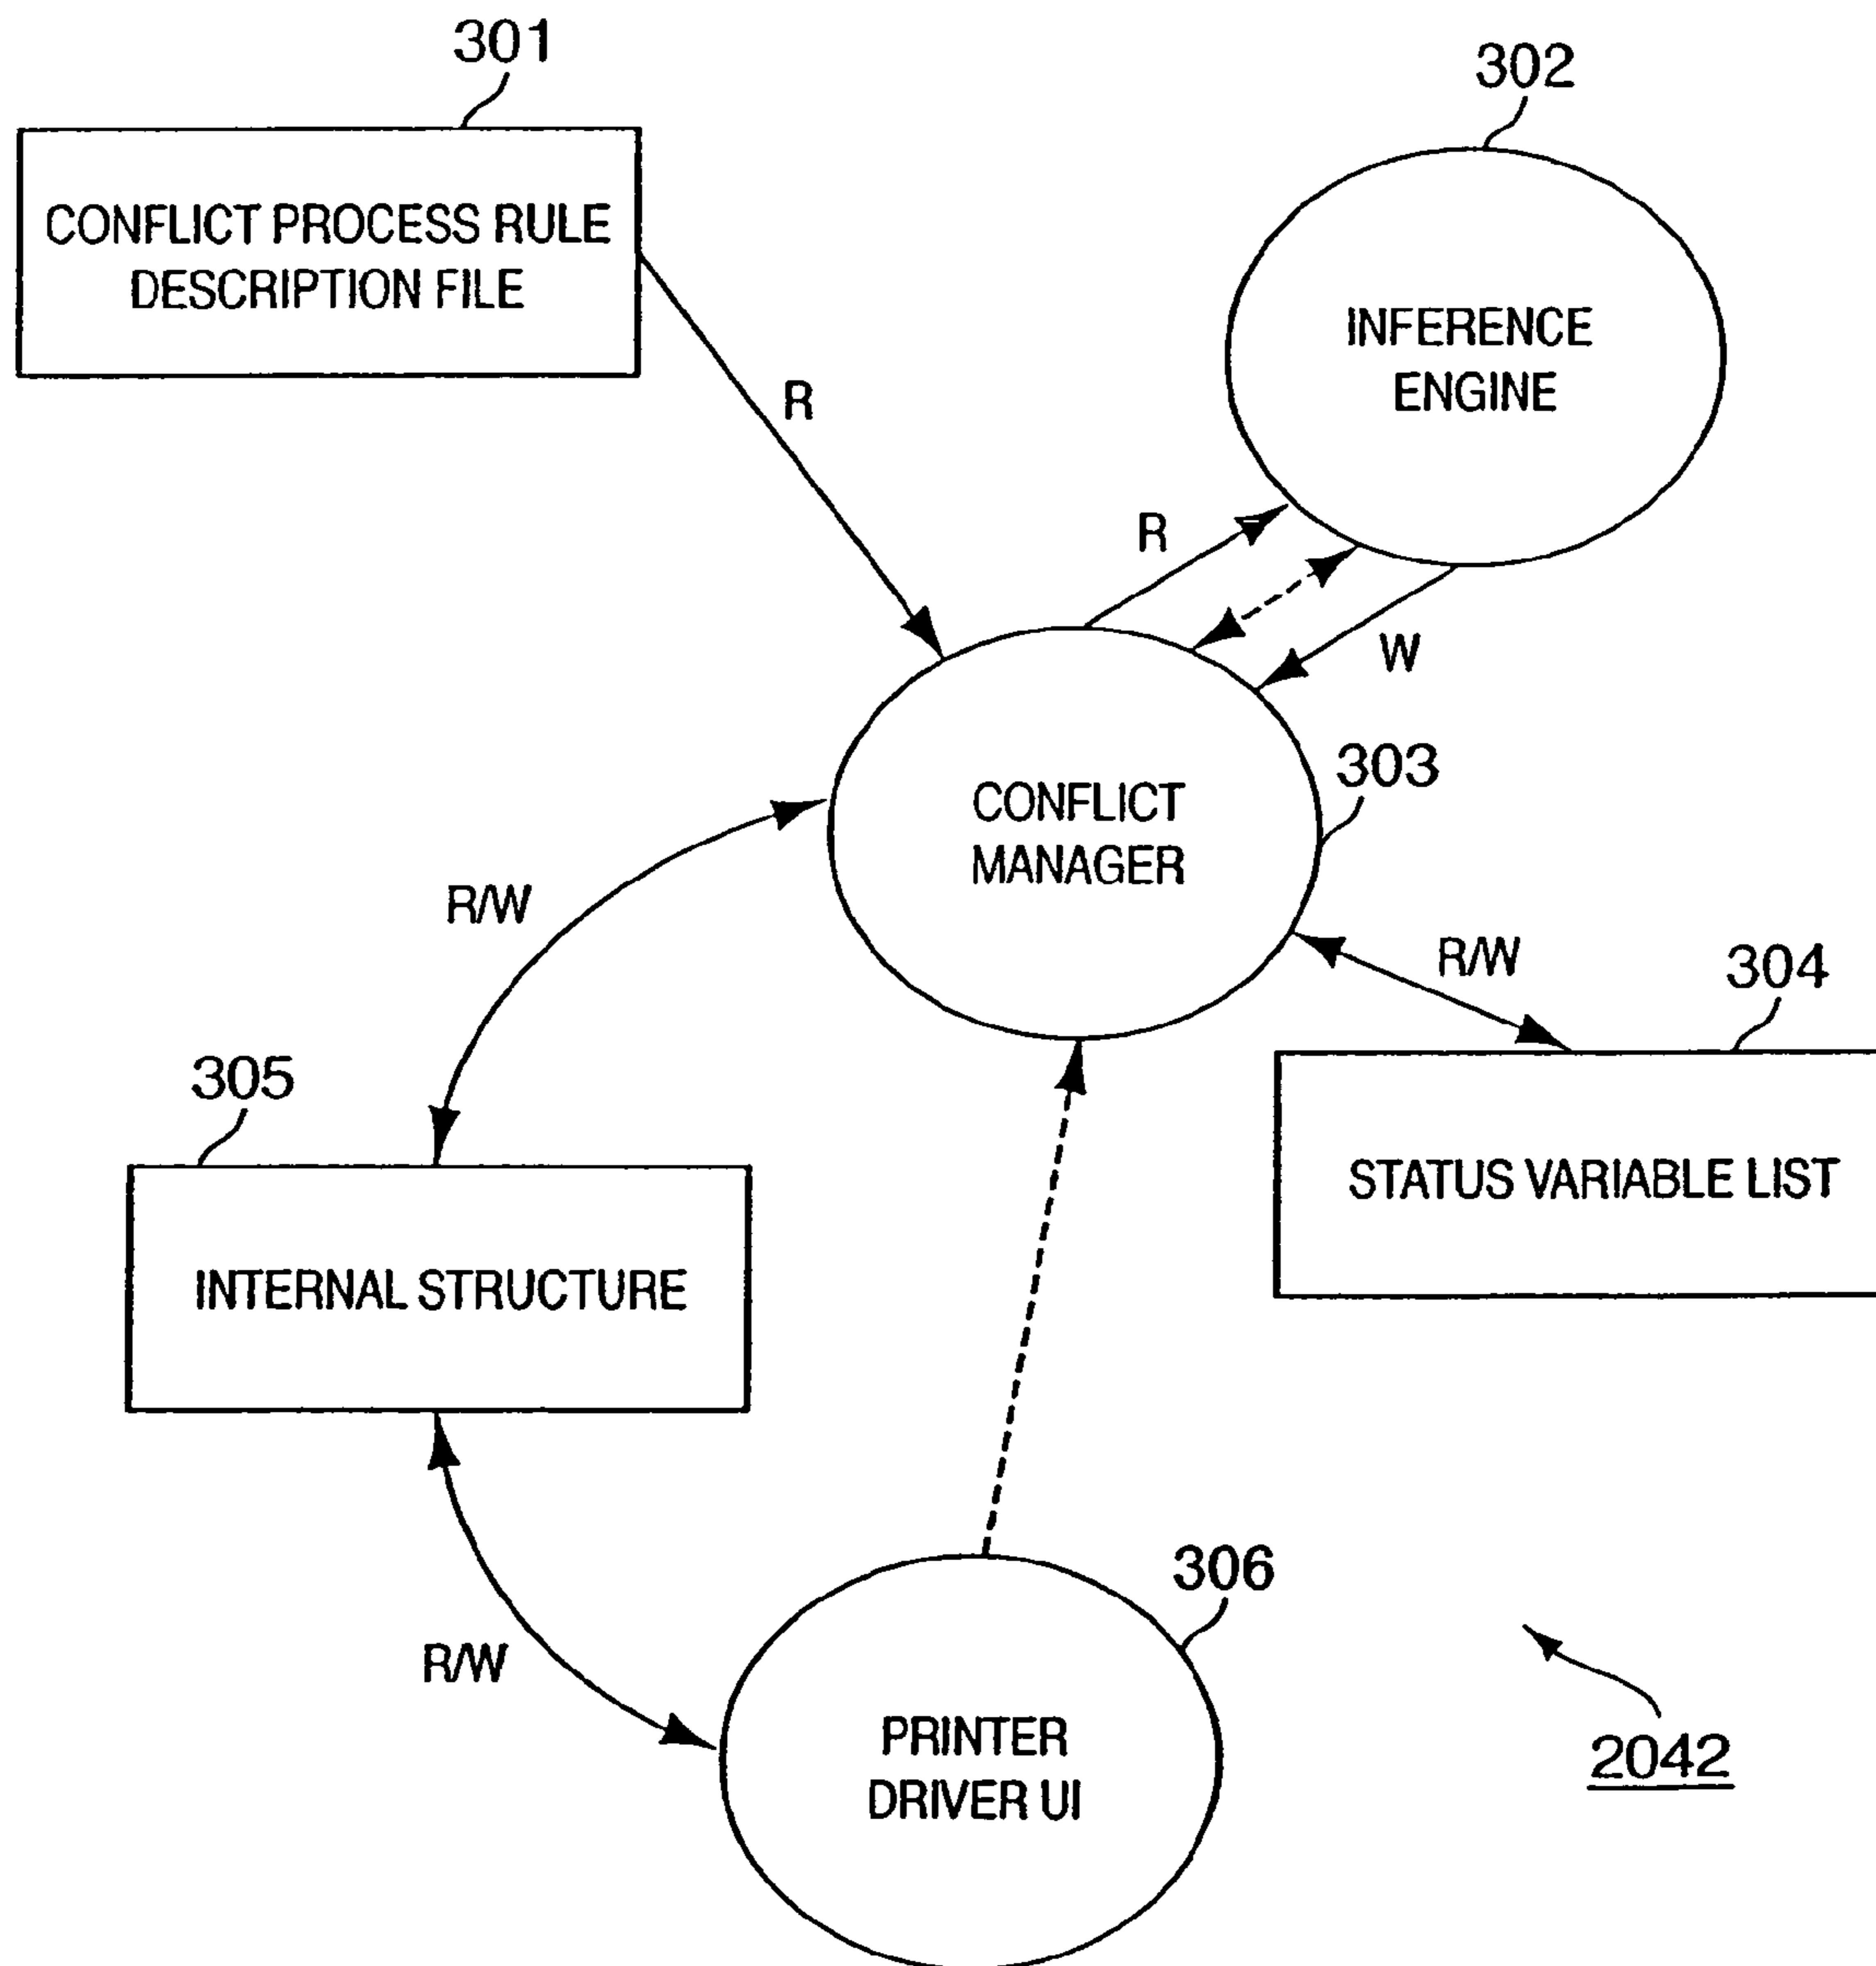 301
302
CONFLICT PROCESS RULE
DESCRIPTION FILE
INFERENCE
ENGINE
R
R
W
303
CONFLICT
MANAGER
R/W
R/W
304
305
STATUS VARIABLE LIST
INTERNAL STRUCTURE
306
R/W
PRINTER
DRIVER UI
2042